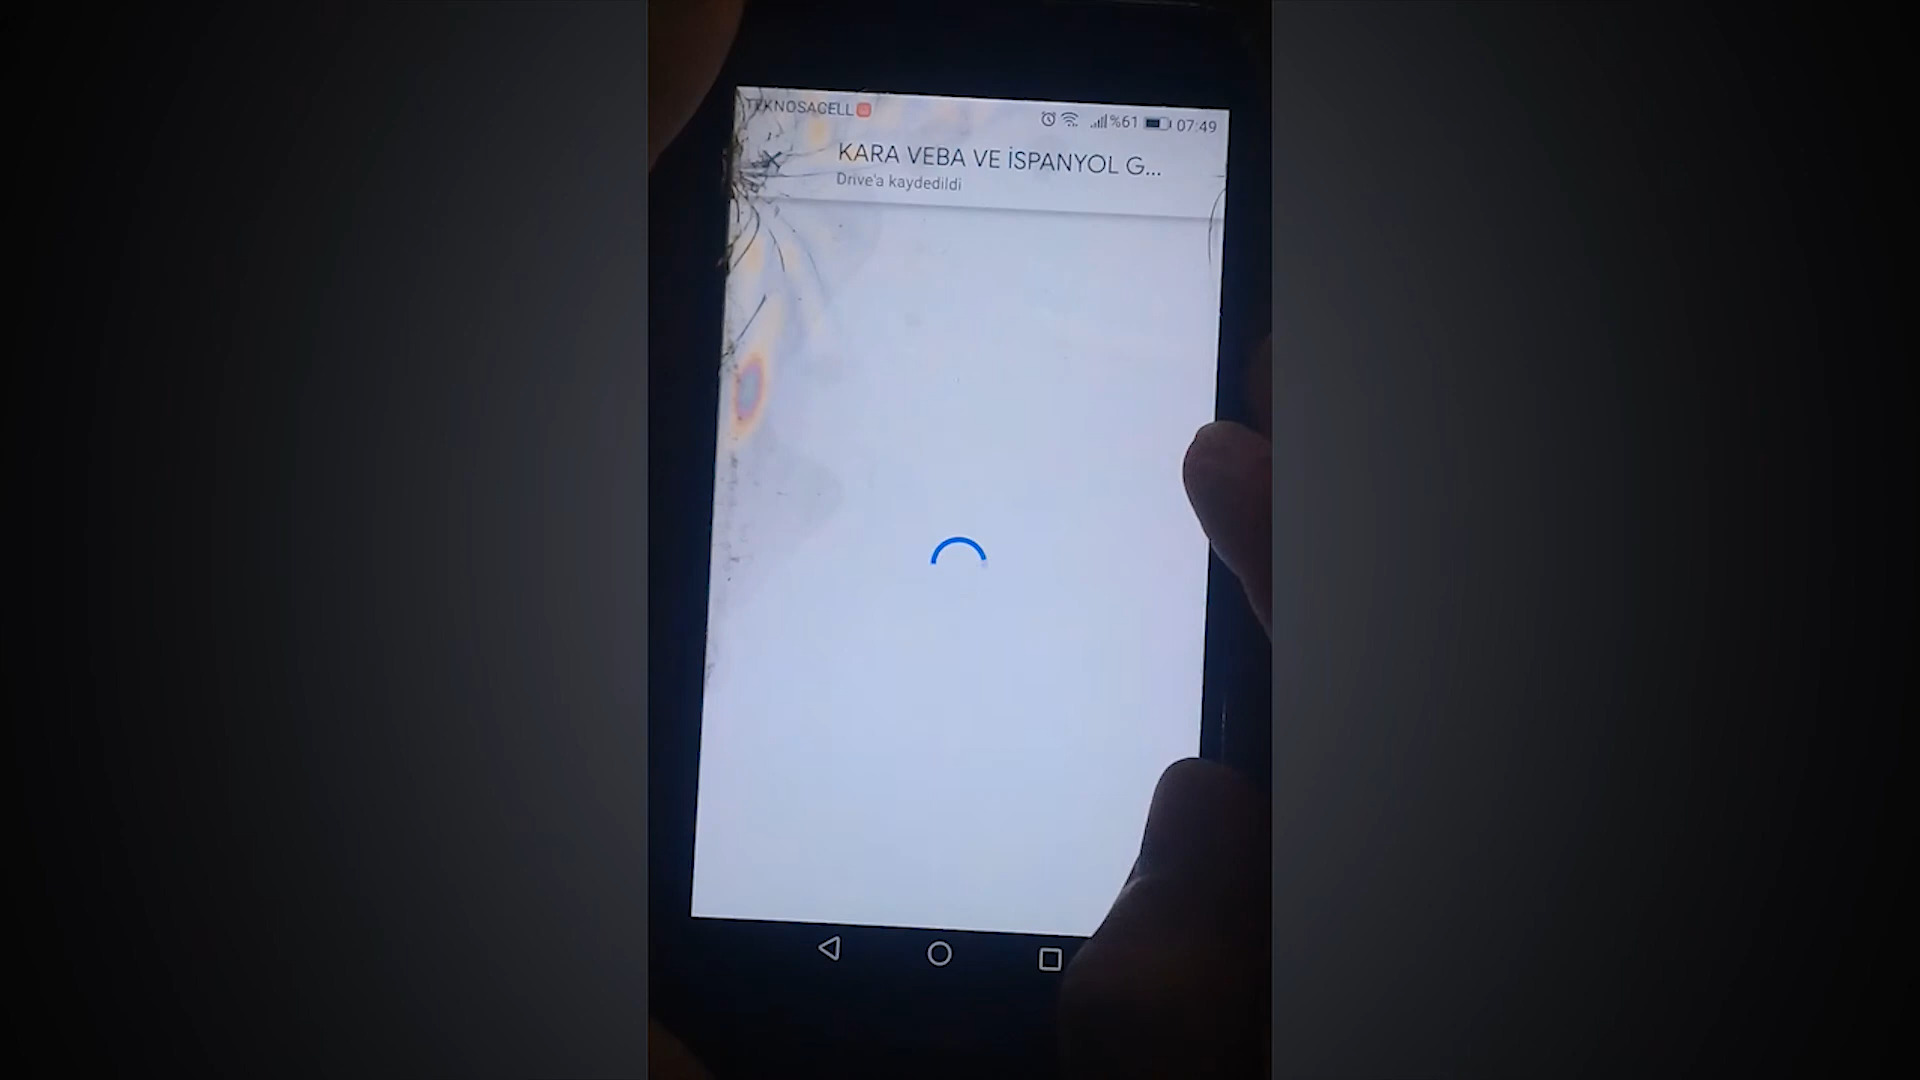 TEKNOSACELL
%61 07:49
KARA VEBA VE İSPANYOL G...
Drive'a kaydedildi